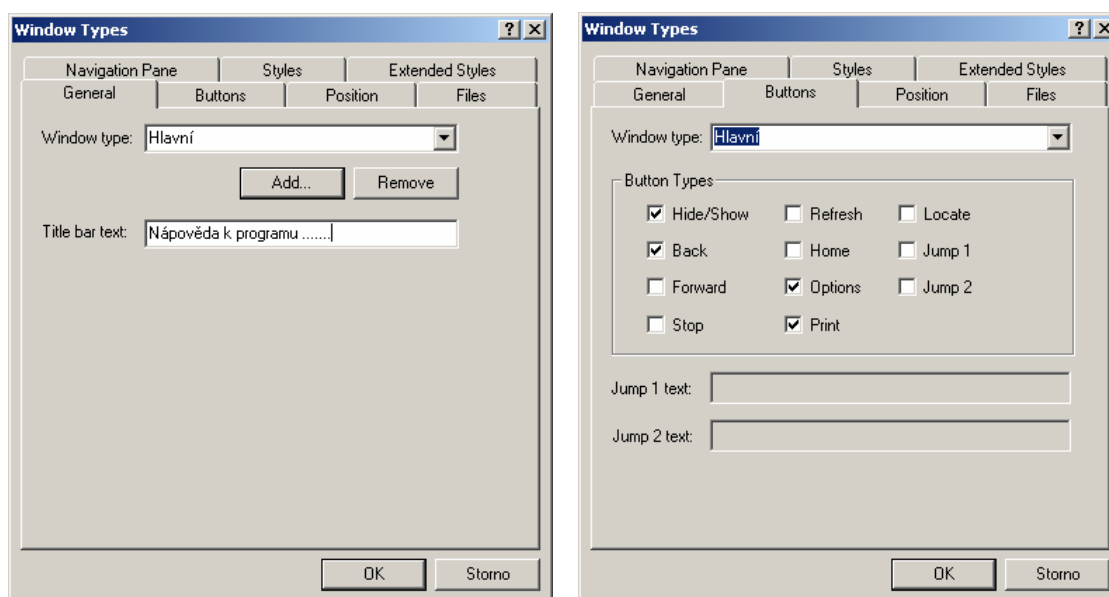 Window Types
Navigation Pane Styles Extended Styles
General Buttons Position Files
Window type: Hlavní
Add... Remove
Title bar text: Nápověda k programu .......
OK Storno
Window Types
Navigation Pane Styles Extended Styles
General Buttons Position Files
Window type: Hlavní
Button Types
Hide/Show Refresh Locate
Back Home Jump 1
Forward Options Jump 2
Stop Print
Jump 1 text:
Jump 2 text:
OK Storno